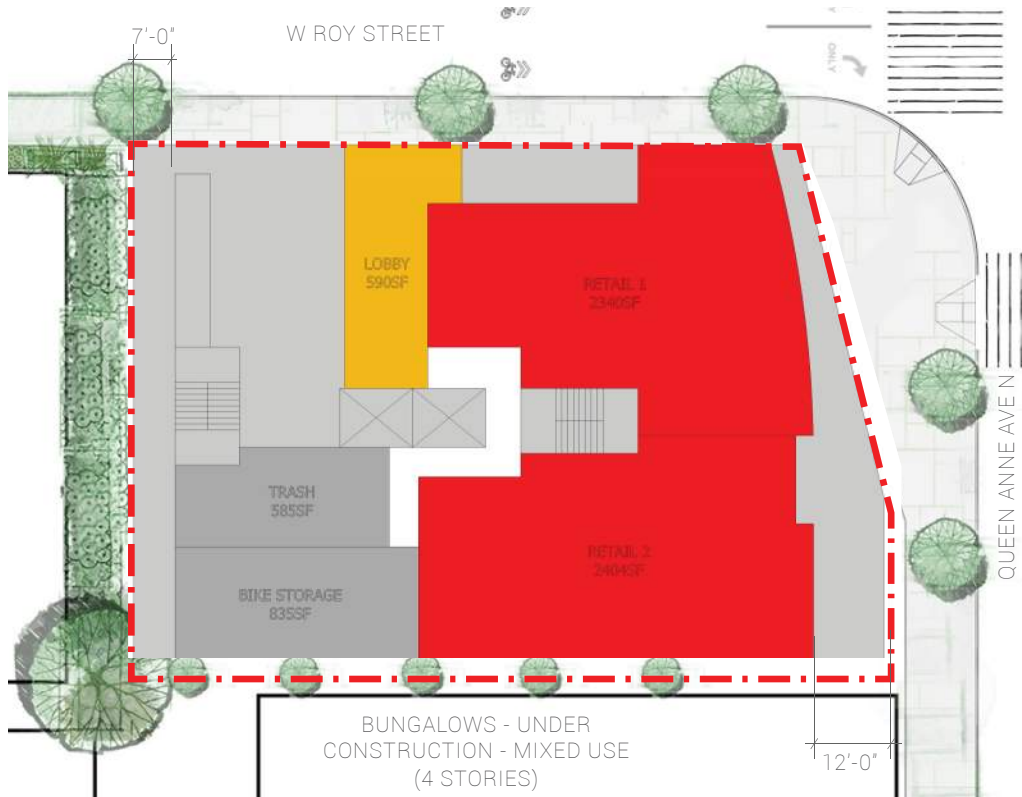 W ROY STREET
7'-0"
ONLY
LOBBY
590SF
RETAIL 1
2340SF
QUEEN ANNE AVE N
TRASH
585SF
RETAIL 2
2404SF
BIKE STORAGE
835SF
BUNGALOWS - UNDER
CONSTRUCTION - MIXED USE
(4 STORIES)
12'-0"